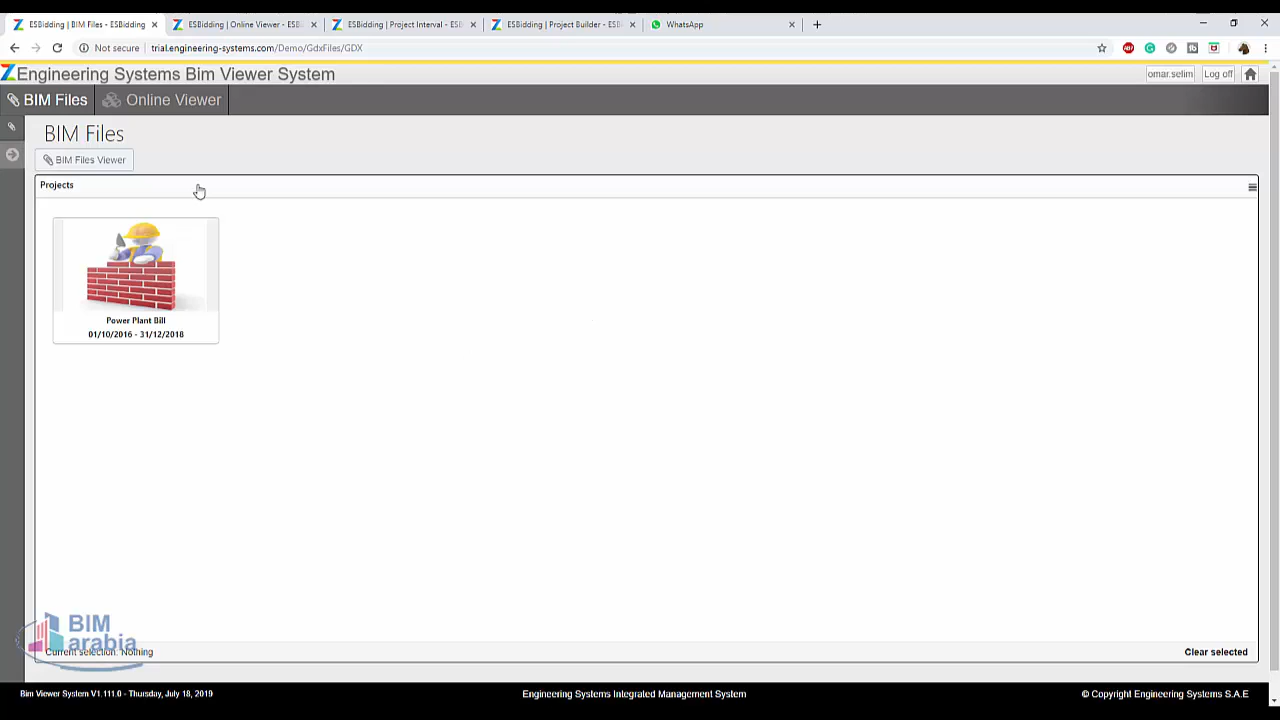 ESBidding | BIM Files - ESBidding
ESBidding | Online Viewer - ESBi
ESBidding | Project Interval - ESB
ESBidding | Project Builder - ESBi
WhatsApp
Not secure
trial.engineering-systems.com/Demo/GdxFiles/GDX
Engineering Systems Bim Viewer System
omar.selim
Log off
BIM Files
Online Viewer
BIM Files
BIM Files Viewer
Projects
Power Plant Bill
01/10/2016 - 31/12/2018
BIM
arabia
Current selection: Nothing
Clear selected
Bim Viewer System V1.111.0 - Thursday, July 18, 2019
Engineering Systems Integrated Management System
© Copyright Engineering Systems S.A.E